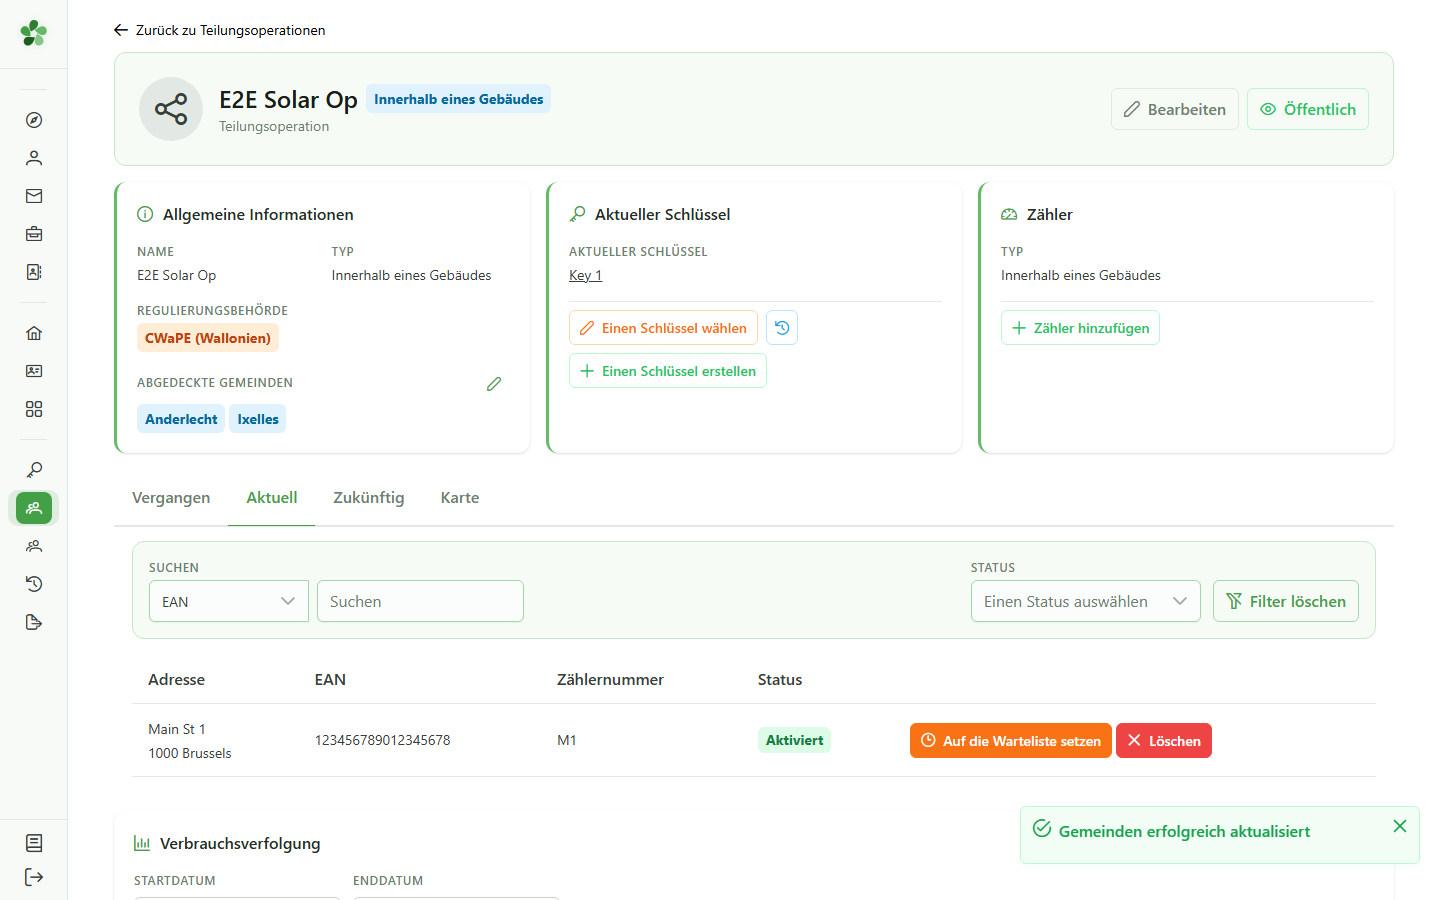 Zurück zu Teilungsoperationen
E2E Solar Op
Innerhalb eines Gebäudes
Teilungsoperation
Bearbeiten
Öffentlich
Allgemeine Informationen
NAME
TYP
E2E Solar Op
Innerhalb eines Gebäudes
REGULIERUNGSBEHÖRDE
CWaPE (Wallonien)
ABGEDECKTE GEMEINDEN
Anderlecht
Ixelles
Aktueller Schlüssel
AKTUELLER SCHLÜSSEL
Key 1
Einen Schlüssel wählen
Einen Schlüssel erstellen
Zähler
TYP
Innerhalb eines Gebäudes
Zähler hinzufügen
Vergangen
Aktuell
Zukünftig
Karte
SUCHEN
EAN
Suchen
STATUS
Einen Status auswählen
Filter löschen
Adresse
EAN
Zählernummer
Status
Main St 1
1000 Brussels
123456789012345678
M1
Aktiviert
Auf die Warteliste setzen
Löschen
Verbrauchsverfolgung
STARTDATUM
ENDDATUM
Gemeinden erfolgreich aktualisiert